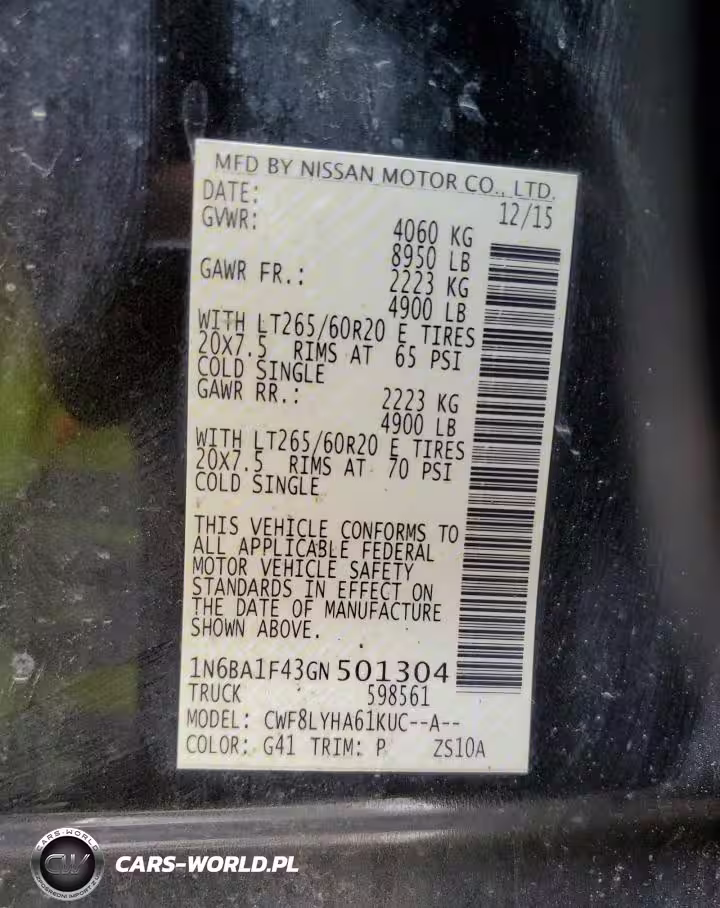 MFD BY NISSAN MOTOR CO., LTD.
DATE: 12/15
GVWR: 4060 KG
8950 LB
GAWR FR.: 2223 KG
4900 LB
WITH LT265/60R20 E TIRES
20X7.5 RIMS AT 65 PSI
COLD SINGLE
GAWR RR.: 2223 KG
4900 LB
WITH LT265/60R20 E TIRES
20X7.5 RIMS AT 70 PSI
COLD SINGLE
THIS VEHICLE CONFORMS TO
ALL APPLICABLE FEDERAL
MOTOR VEHICLE SAFETY
STANDARDS IN EFFECT ON
THE DATE OF MANUFACTURE
SHOWN ABOVE.
1N6BA1F43GN501304
TRUCK 598561
MODEL: CWF8LYHA61KUC--A--
COLOR: G41 TRIM: P ZS10A
CARS-WORLD
CW
CARS-WORLD.PL